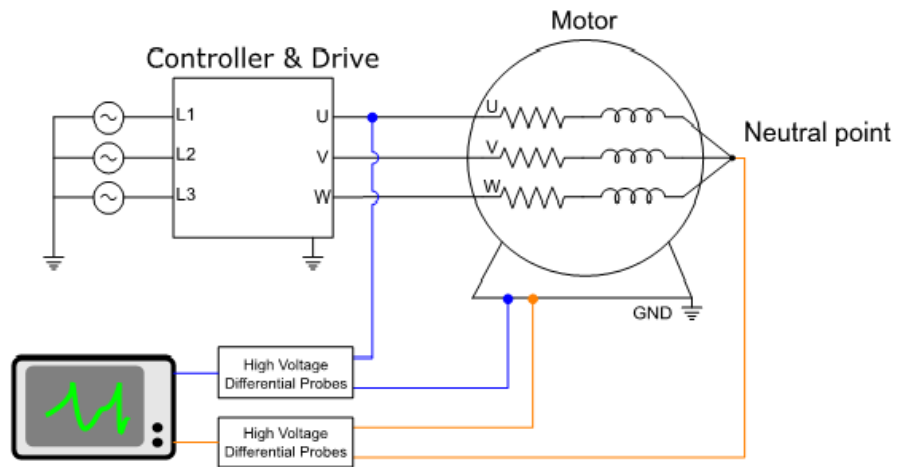 Motor
Controller & Drive
L1
U
U
Neutral point
L2
V
V
L3
W
W
GND
High Voltage
Differential Probes
High Voltage
Differential Probes